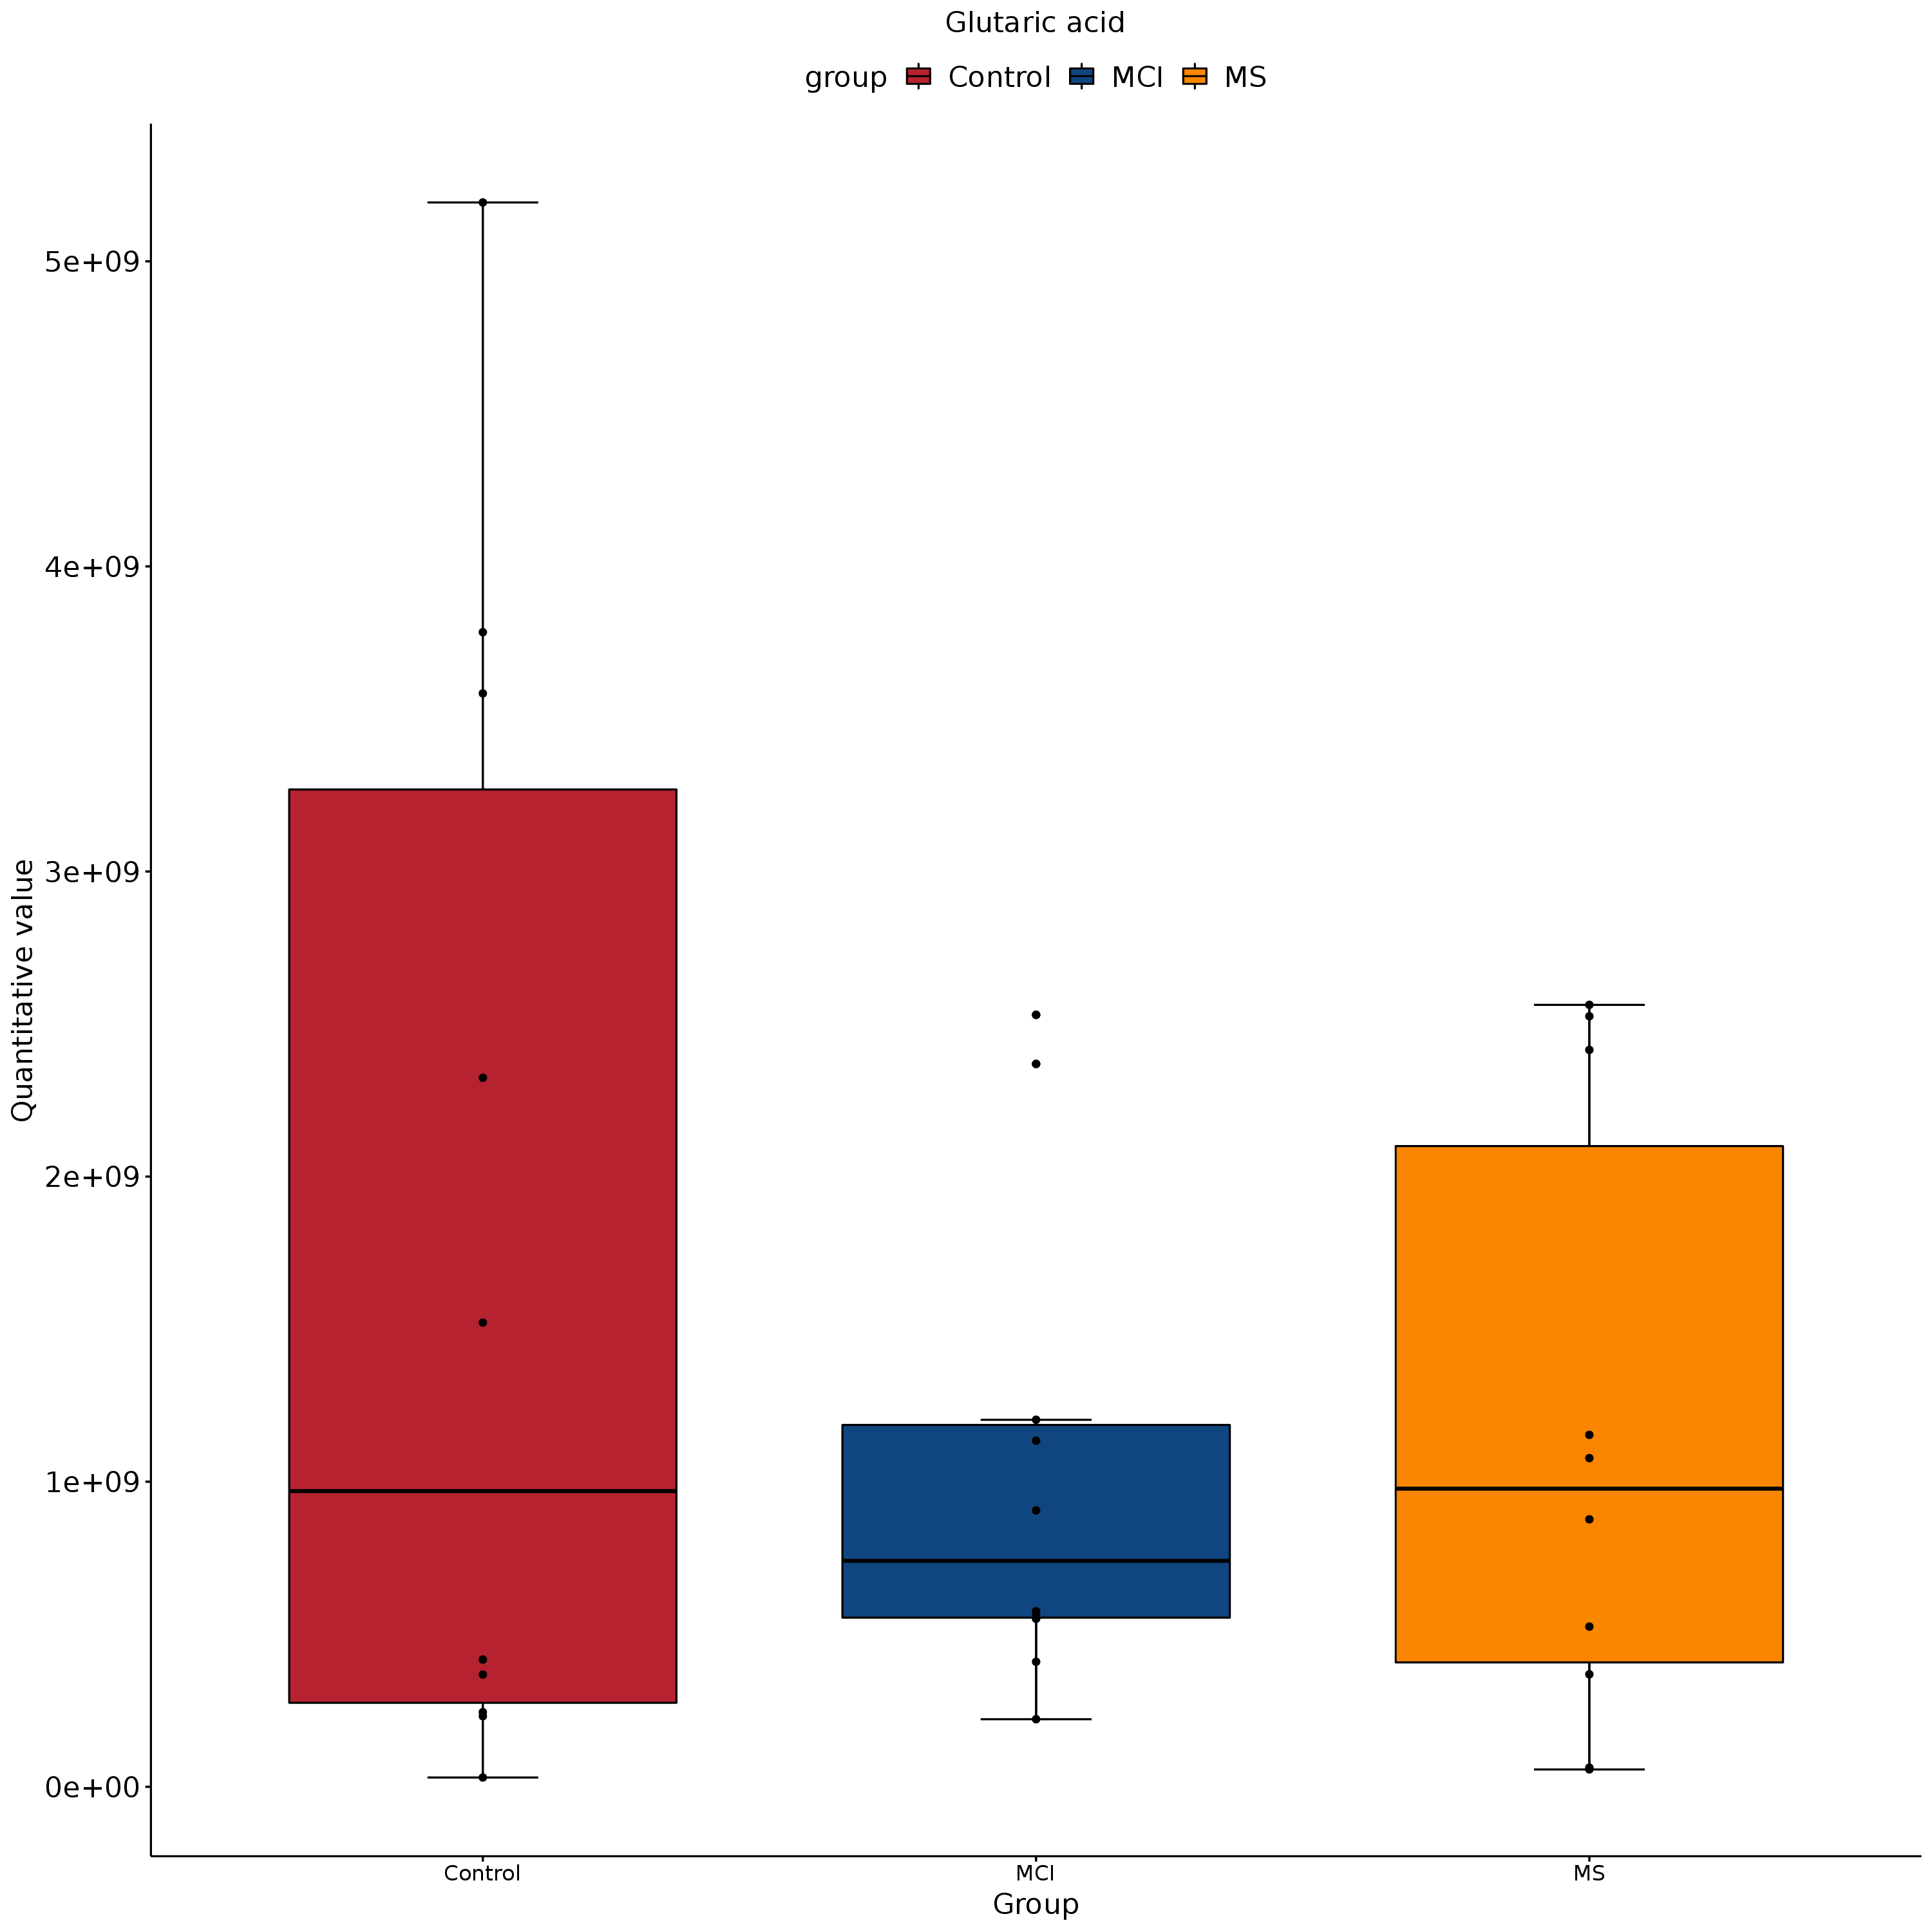 Glutaric acid
group Control MCI MS
Quantitative value
5e+09
4e+09
3e+09
2e+09
1e+09
0e+00
Control MCI MS
Group